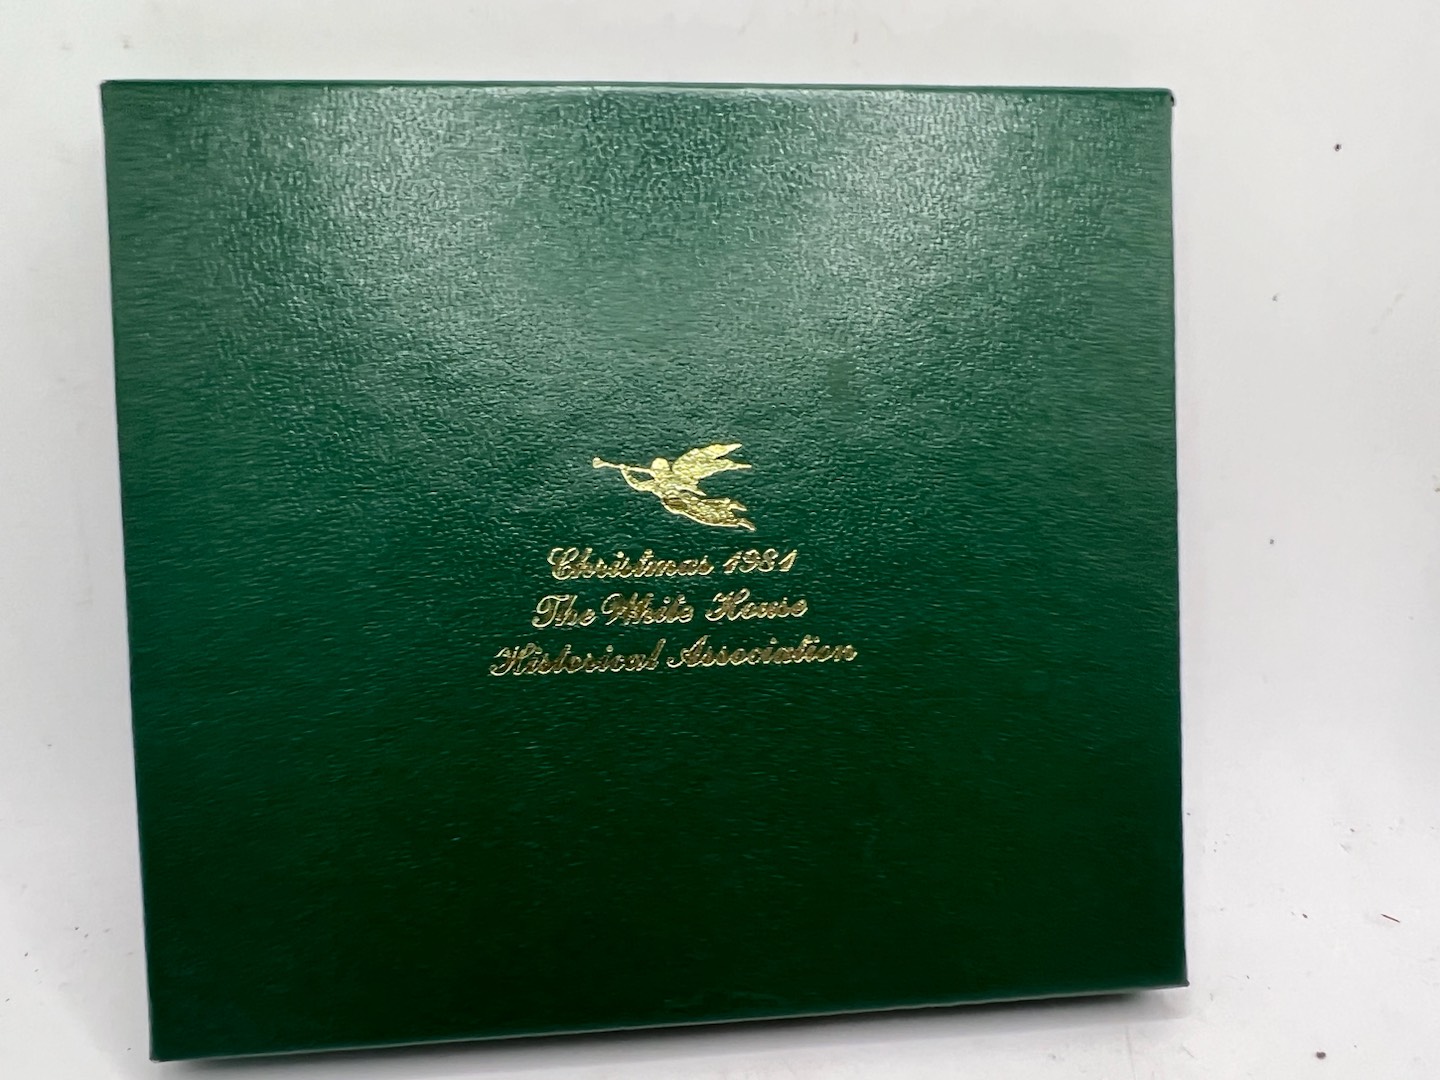 Christmas 1981
The White House
Historical Association